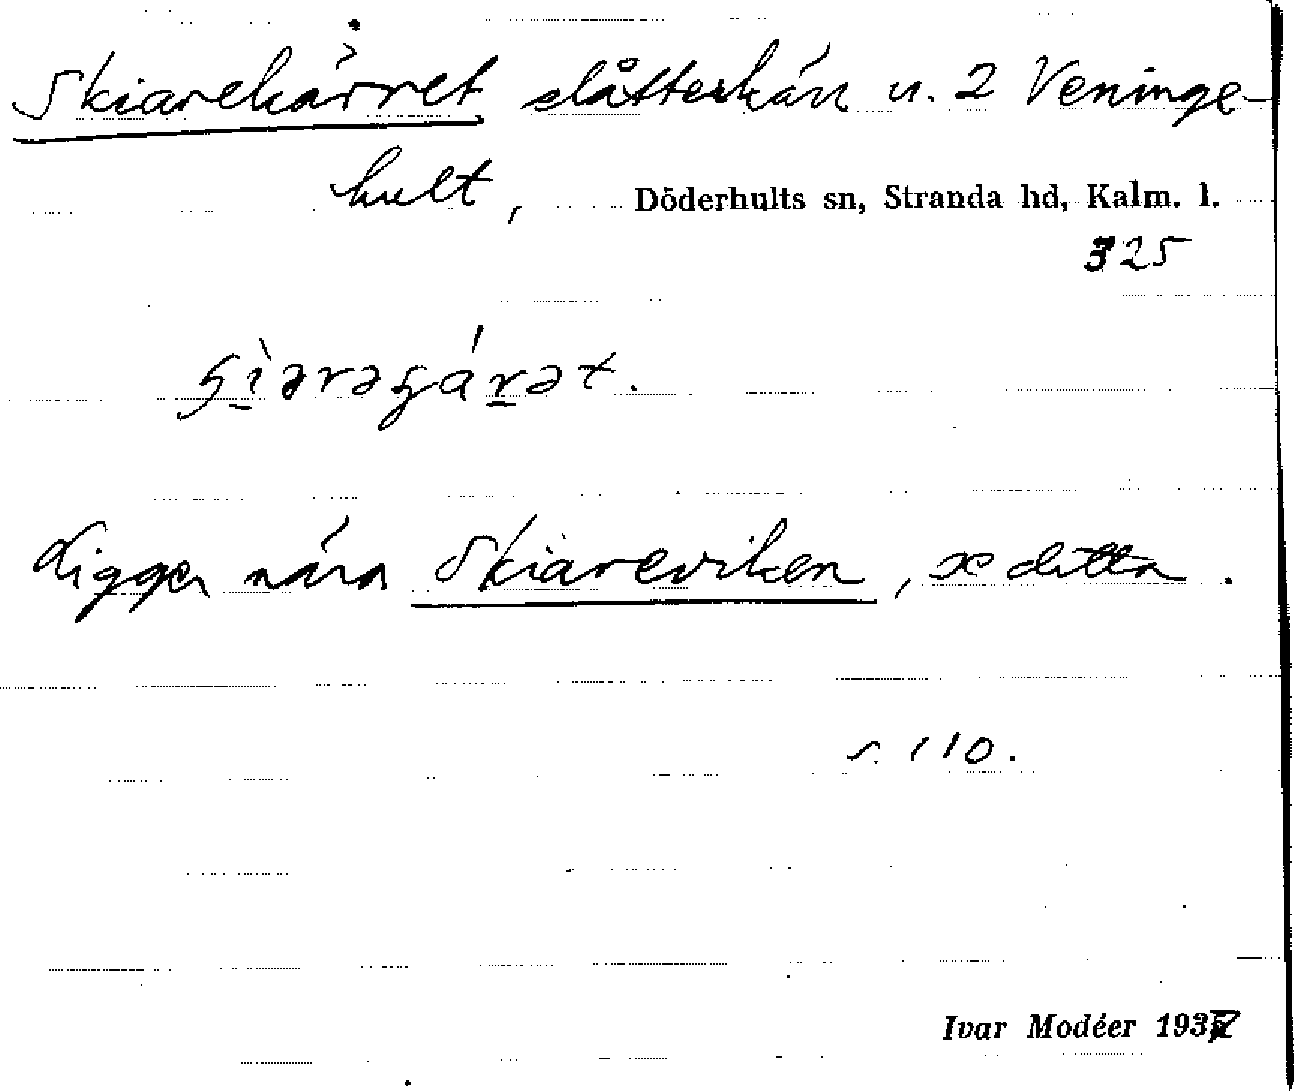 Skiarekärret slåtterkärr u. 2 Veninge-
hult, Döderhults sn, Stranda hd, Kalm. l.
325
Ligger nära Skiareviken, se detta.
s. 110.
Ivar Modéer 1937